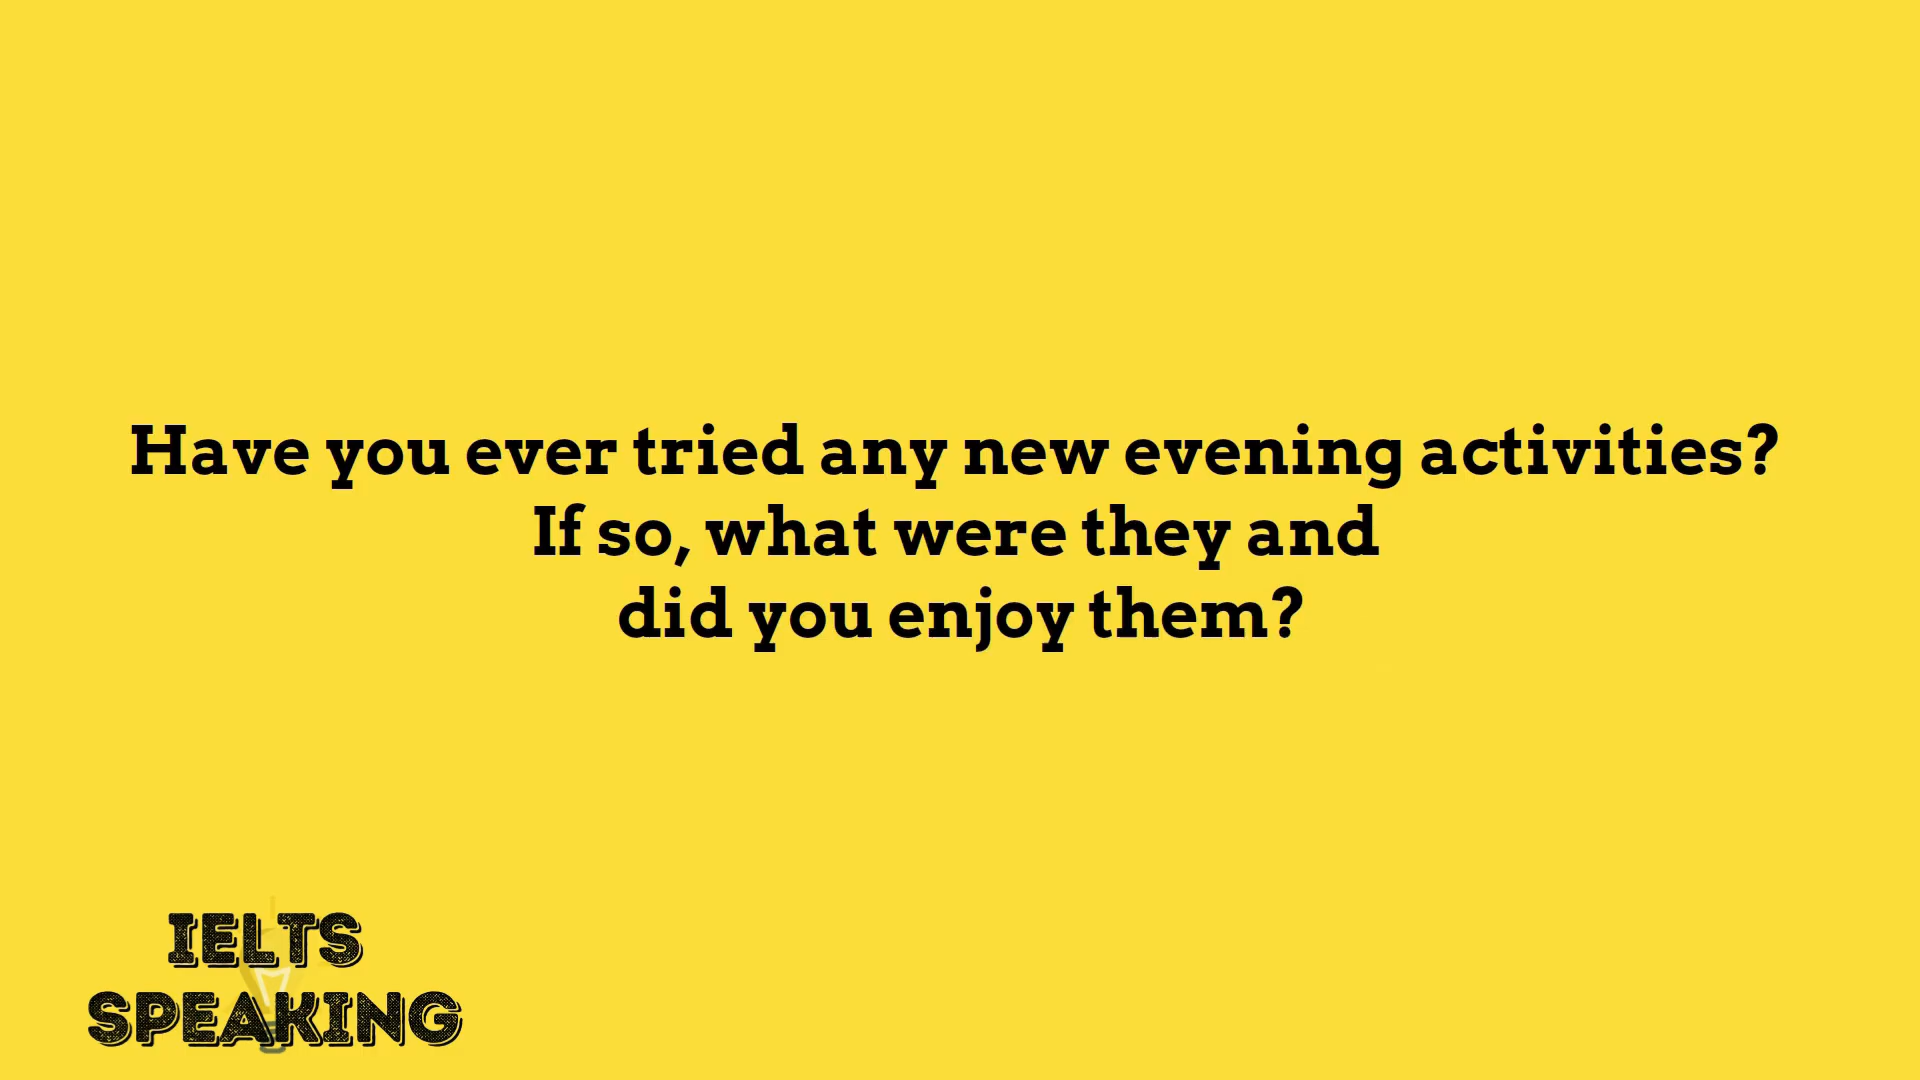 Have you ever tried any new evening activities?
If so, what were they and
did you enjoy them?
IELTS
SPEAKING